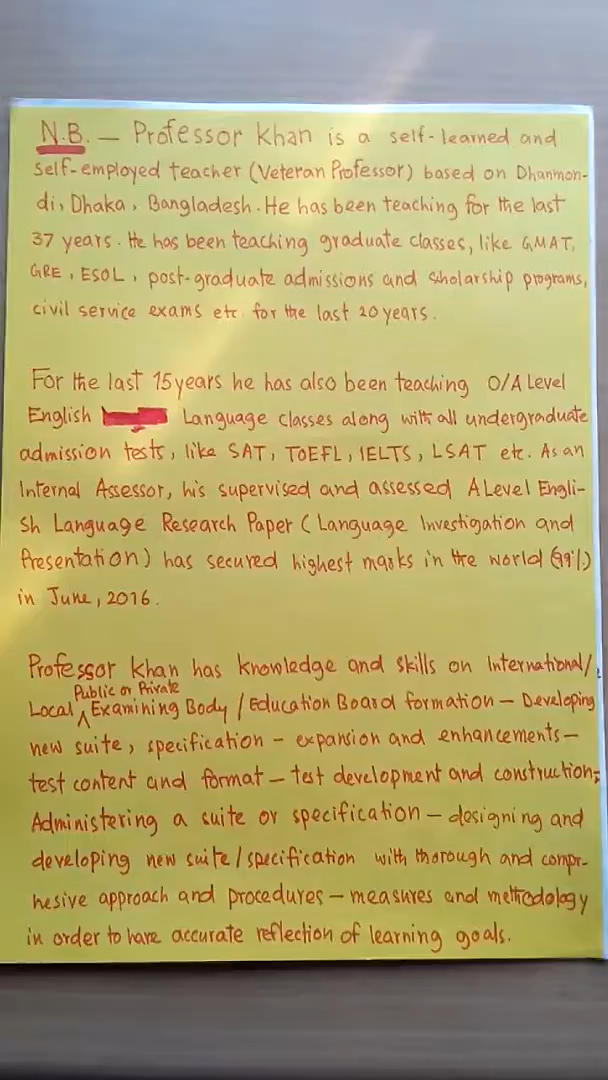 N.B. — Professor Khan is a self-learned and
self-employed teacher (Veteran Professor) based on Dhanmon-
di, Dhaka, Bangladesh. He has been teaching for the last
37 years. He has been teaching graduate classes, like GMAT,
GRE, ESOL, post-graduate admissions and scholarship programs,
civil service exams etc. for the last 20 years.
For the last 15 years he has also been teaching O/A Level
English Language classes along with all undergraduate
admission tests, like SAT, TOEFL, IELTS, LSAT etc. As an
Internal Assessor, his supervised and assessed A Level Engli-
sh Language Research Paper (Language Investigation and
Presentation) has secured highest marks in the world (99%)
in June, 2016.
Professor Khan has knowledge and skills on International/
Public or Private
Local ^ Examining Body / Education Board formation — Developing
new suite, specification – expansion and enhancements —
test content and format — test development and construction,
Administering a suite or specification — designing and
developing new suite / specification with thorough and compr-
hesive approach and procedures — measures and methodology
in order to have accurate reflection of learning goals.